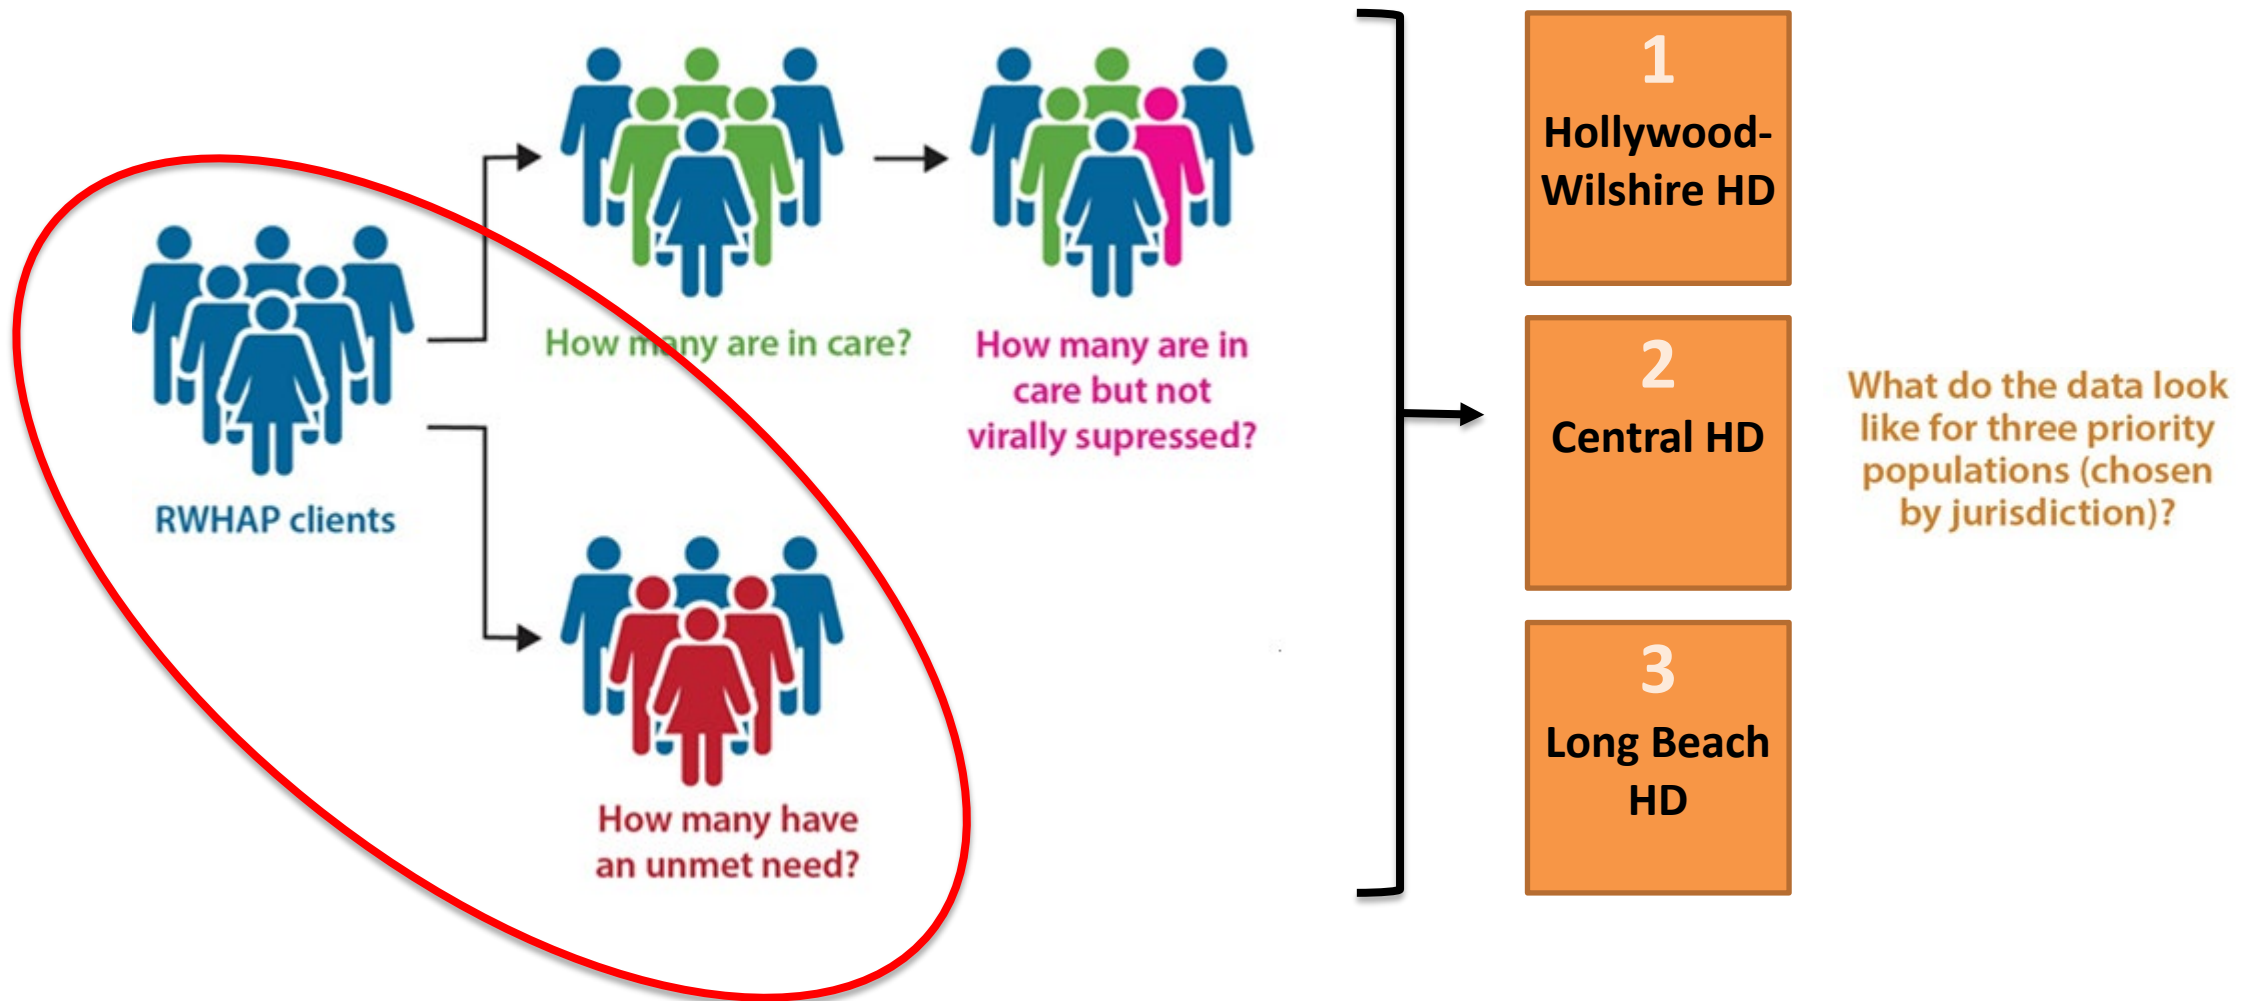 RWHAP clients
How many are in care?
How many are in
care but not
virally supressed?
How many have
an unmet need?
1
Hollywood-
Wilshire HD
2
Central HD
3
Long Beach
HD
What do the data look
like for three priority
populations (chosen
by jurisdiction)?